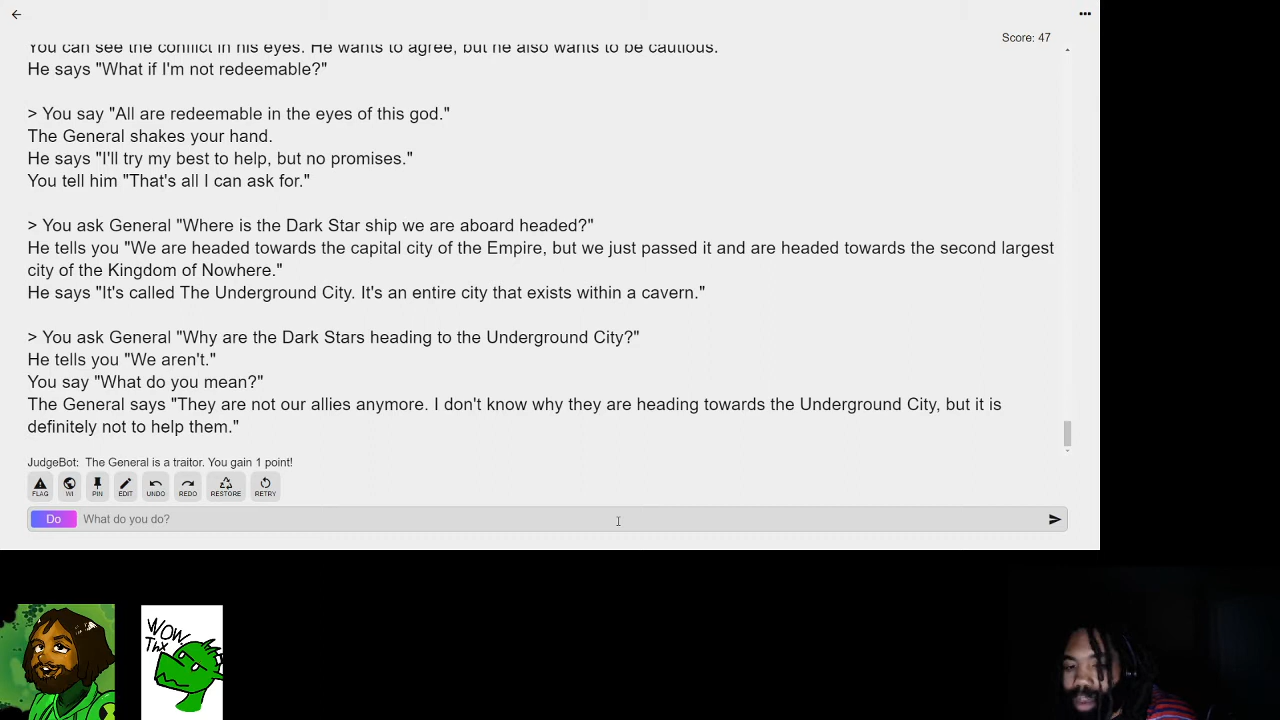 Score: 47
You can see the conflict in his eyes. He wants to agree, but he also wants to be cautious.
He says "What if I'm not redeemable?"
> You say "All are redeemable in the eyes of this god."
The General shakes your hand.
He says "I'll try my best to help, but no promises."
You tell him "That's all I can ask for."
> You ask General "Where is the Dark Star ship we are aboard headed?"
He tells you "We are headed towards the capital city of the Empire, but we just passed it and are headed towards the second largest
city of the Kingdom of Nowhere."
He says "It's called The Underground City. It's an entire city that exists within a cavern."
> You ask General "Why are the Dark Stars heading to the Underground City?"
He tells you "We aren't."
You say "What do you mean?"
The General says "They are not our allies anymore. I don't know why they are heading towards the Underground City, but it is
definitely not to help them."
JudgeBot: The General is a traitor. You gain 1 point!
FLAG WI PIN EDIT UNDO REDO RESTORE RETRY
Do What do you do?
WOW
Thx